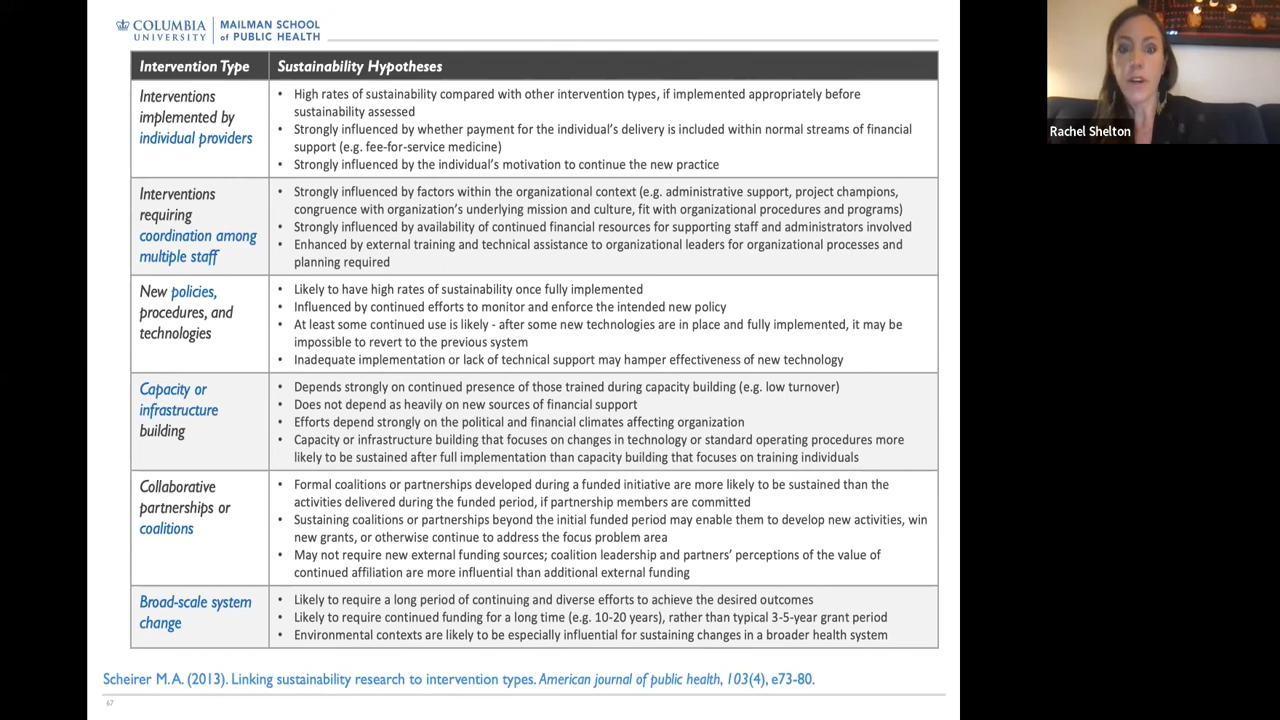 COLUMBIA UNIVERSITY
MAILMAN SCHOOL of PUBLIC HEALTH
Intervention Type
Sustainability Hypotheses
Interventions
implemented by
individual providers
• High rates of sustainability compared with other intervention types, if implemented appropriately before
sustainability assessed
• Strongly influenced by whether payment for the individual's delivery is included within normal streams of financial
support (e.g. fee-for-service medicine)
• Strongly influenced by the individual's motivation to continue the new practice
Interventions
requiring
coordination among
multiple staff
• Strongly influenced by factors within the organizational context (e.g. administrative support, project champions,
congruence with organization's underlying mission and culture, fit with organizational procedures and programs)
• Strongly influenced by availability of continued financial resources for supporting staff and administrators involved
• Enhanced by external training and technical assistance to organizational leaders for organizational processes and
planning required
New policies,
procedures, and
technologies
• Likely to have high rates of sustainability once fully implemented
• Influenced by continued efforts to monitor and enforce the intended new policy
• At least some continued use is likely - after some new technologies are in place and fully implemented, it may be
impossible to revert to the previous system
• Inadequate implementation or lack of technical support may hamper effectiveness of new technology
Capacity or
infrastructure
building
• Depends strongly on continued presence of those trained during capacity building (e.g. low turnover)
• Does not depend as heavily on new sources of financial support
• Efforts depend strongly on the political and financial climates affecting organization
• Capacity or infrastructure building that focuses on changes in technology or standard operating procedures more
likely to be sustained after full implementation than capacity building that focuses on training individuals
Collaborative
partnerships or
coalitions
• Formal coalitions or partnerships developed during a funded initiative are more likely to be sustained than the
activities delivered during the funded period, if partnership members are committed
• Sustaining coalitions or partnerships beyond the initial funded period may enable them to develop new activities, win
new grants, or otherwise continue to address the focus problem area
• May not require new external funding sources; coalition leadership and partners' perceptions of the value of
continued affiliation are more influential than additional external funding
Broad-scale system
change
• Likely to require a long period of continuing and diverse efforts to achieve the desired outcomes
• Likely to require continued funding for a long time (e.g. 10-20 years), rather than typical 3-5-year grant period
• Environmental contexts are likely to be especially influential for sustaining changes in a broader health system
Scheirer M.A. (2013). Linking sustainability research to intervention types. American journal of public health, 103(4), e73-80.
67
Rachel Shelton